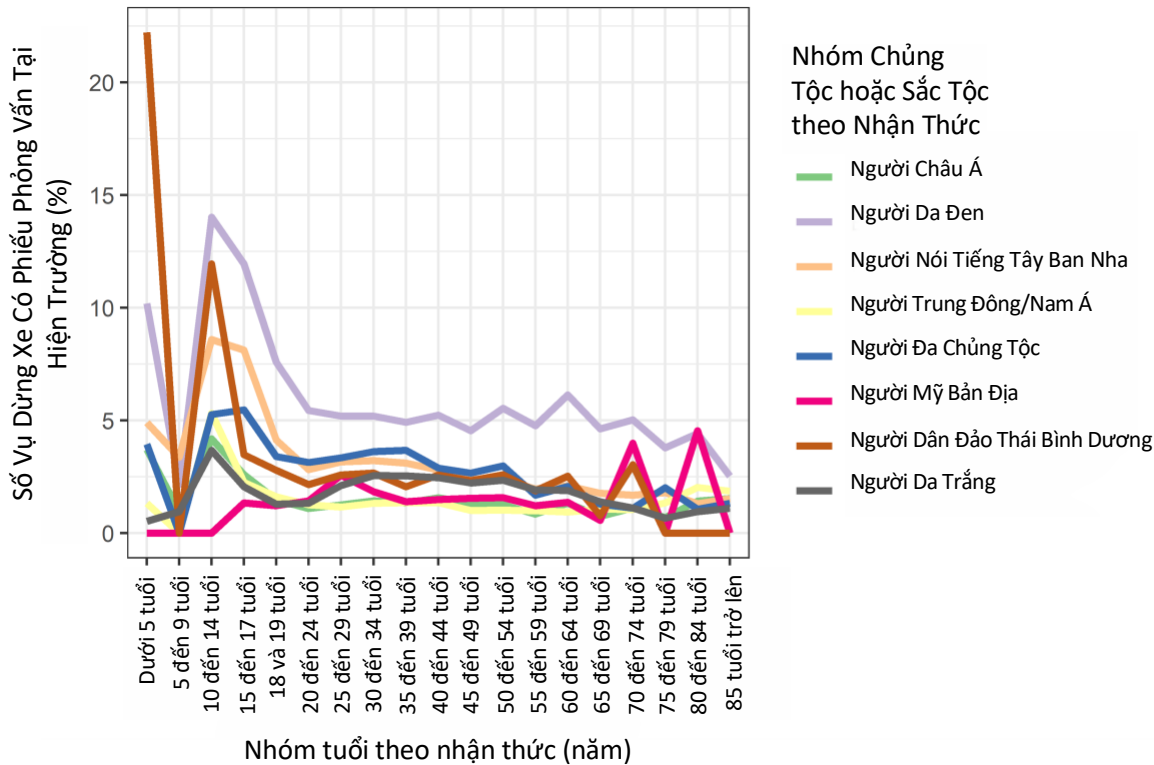 Số Vụ Dừng Xe Có Phiếu Phỏng Vấn Tại
Hiện Trường (%)
20
15
10
5
0
Dưới 5 tuổi
5 đến 9 tuổi
10 đến 14 tuổi
15 đến 17 tuổi
18 và 19 tuổi
20 đến 24 tuổi
25 đến 29 tuổi
30 đến 34 tuổi
35 đến 39 tuổi
40 đến 44 tuổi
45 đến 49 tuổi
50 đến 54 tuổi
55 đến 59 tuổi
60 đến 64 tuổi
65 đến 69 tuổi
70 đến 74 tuổi
75 đến 79 tuổi
80 đến 84 tuổi
85 tuổi trở lên
Nhóm tuổi theo nhận thức (năm)
Nhóm Chủng
Tộc hoặc Sắc Tộc
theo Nhận Thức
Người Châu Á
Người Da Đen
Người Nói Tiếng Tây Ban Nha
Người Trung Đông/Nam Á
Người Đa Chủng Tộc
Người Mỹ Bản Địa
Người Dân Đảo Thái Bình Dương
Người Da Trắng